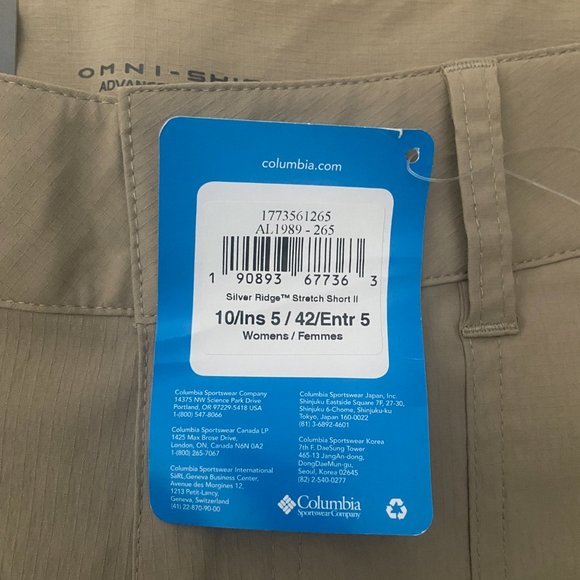 OMNI-SHI
ADVANC
columbia.com
1773561265
AL1989 - 265
1 90893 67736 3
Silver Ridge™ Stretch Short II
10/Ins 5 / 42/Entr 5
Womens / Femmes
Columbia Sportswear Company
14375 NW Science Park Drive
Portland, OR 97229-5418 USA
1-(800) 547-8066
Columbia Sportswear Canada LP
1425 Max Brose Drive,
London, ON, Canada N6N 0A2
1-(800) 265-7067
Columbia Sportswear International
SàRL,Geneva Business Center,
Avenue des Morgines 12,
1213 Petit-Lancy,
Geneva, Switzerland
(41) 22-870-90-00
Columbia Sportswear Japan, Inc.
Shinjuku Eastside Square 7F, 27-30,
Shinjuku 6-Chome, Shinjuku-ku
Tokyo, Japan 160-0022
(81) 3-6892-4601
Columbia Sportswear Korea
7th F. DaeSung Tower
465-13 JangAn-dong,
DongDaeMun-gu,
Seoul, Korea
(82) 2-540-0277
Columbia
Sportswear Company